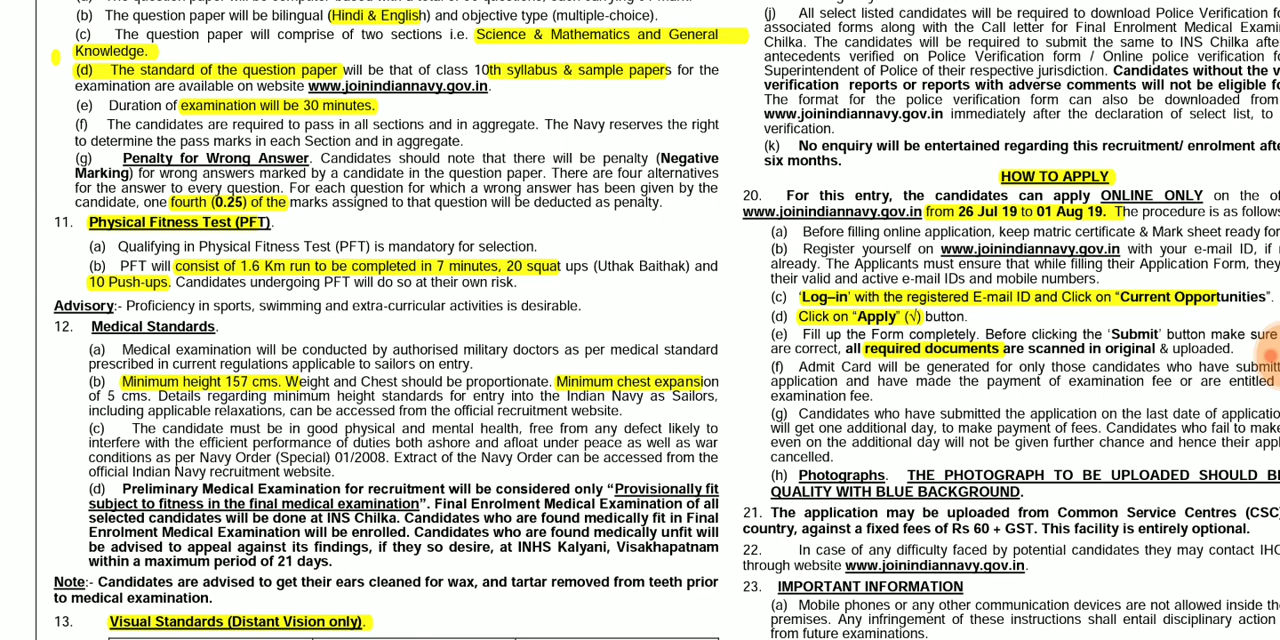 (b) The question paper will be bilingual (Hindi & English) and objective type (multiple-choice).
(c) The question paper will comprise of two sections i.e. Science & Mathematics and General
Knowledge.
(d) The standard of the question paper will be that of class 10th syllabus & sample papers for the
examination are available on website www.joinindiannavy.gov.in.
(e) Duration of examination will be 30 minutes.
(f) The candidates are required to pass in all sections and in aggregate. The Navy reserves the right
to determine the pass marks in each Section and in aggregate.
(g) Penalty for Wrong Answer. Candidates should note that there will be penalty (Negative
Marking) for wrong answers marked by a candidate in the question paper. There are four alternatives
for the answer to every question. For each question for which a wrong answer has been given by the
candidate, one fourth (0.25) of the marks assigned to that question will be deducted as penalty.
11. Physical Fitness Test (PFT).
(a) Qualifying in Physical Fitness Test (PFT) is mandatory for selection.
(b) PFT will consist of 1.6 Km run to be completed in 7 minutes, 20 squat ups (Uthak Baithak) and
10 Push-ups. Candidates undergoing PFT will do so at their own risk.
Advisory:- Proficiency in sports, swimming and extra-curricular activities is desirable.
12. Medical Standards.
(a) Medical examination will be conducted by authorised military doctors as per medical standard
prescribed in current regulations applicable to sailors on entry.
(b) Minimum height 157 cms. Weight and Chest should be proportionate. Minimum chest expansion
of 5 cms. Details regarding minimum height standards for entry into the Indian Navy as Sailors,
including applicable relaxations, can be accessed from the official recruitment website.
(c) The candidate must be in good physical and mental health, free from any defect likely to
interfere with the efficient performance of duties both ashore and afloat under peace as well as war
conditions as per Navy Order (Special) 01/2008. Extract of the Navy Order can be accessed from the
official Indian Navy recruitment website.
(d) Preliminary Medical Examination for recruitment will be considered only “Provisionally fit
subject to fitness in the final medical examination”. Final Enrolment Medical Examination of all
selected candidates will be done at INS Chilka. Candidates who are found medically fit in Final
Enrolment Medical Examination will be enrolled. Candidates who are found medically unfit will
be advised to appeal against its findings, if they so desire, at INHS Kalyani, Visakhapatnam
within a maximum period of 21 days.
Note:- Candidates are advised to get their ears cleaned for wax, and tartar removed from teeth prior
to medical examination.
13. Visual Standards (Distant Vision only).
(j) All select listed candidates will be required to download Police Verification
associated forms along with the Call letter for Final Enrolment Medical
Chilka. The candidates will be required to submit the same to INS Chilka
antecedents verified on Police Verification form / Online police verification
Superintendent of Police of their respective jurisdiction. Candidates without the
verification reports or reports with adverse comments will not be eligible
The format for the police verification form can also be downloaded from
www.joinindiannavy.gov.in immediately after the declaration of select list, to
verification.
(k) No enquiry will be entertained regarding this recruitment/ enrolment
six months.
HOW TO APPLY
20. For this entry, the candidates can apply ONLINE ONLY on the
www.joinindiannavy.gov.in from 26 Jul 19 to 01 Aug 19. The procedure is as
(a) Before filling online application, keep matric certificate & Mark sheet ready
(b) Register yourself on www.joinindiannavy.gov.in with your e-mail ID, if
already. The Applicants must ensure that while filling their Application Form, they
their valid and active e-mail IDs and mobile numbers.
(c) ‘Log–in’ with the registered E-mail ID and Click on “Current Opportunities”.
(d) Click on “Apply” (√) button.
(e) Fill up the Form completely. Before clicking the ‘Submit’ button make sure
are correct, all required documents are scanned in original & uploaded.
(f) Admit Card will be generated for only those candidates who have
application and have made the payment of examination fee or are entitled
examination fee.
(g) Candidates who have submitted the application on the last date of
will get one additional day, to make payment of fees. Candidates who fail to
even on the additional day will not be given further chance and hence their
cancelled.
(h) Photographs. THE PHOTOGRAPH TO BE UPLOADED SHOULD
QUALITY WITH BLUE BACKGROUND.
21. The application may be uploaded from Common Service Centres (CSC)
country, against a fixed fees of Rs 60 + GST. This facility is entirely optional.
22. In case of any difficulty faced by potential candidates they may contact
through website www.joinindiannavy.gov.in.
23. IMPORTANT INFORMATION
(a) Mobile phones or any other communication devices are not allowed inside
premises. Any infringement of these instructions shall entail disciplinary action
from future examinations.